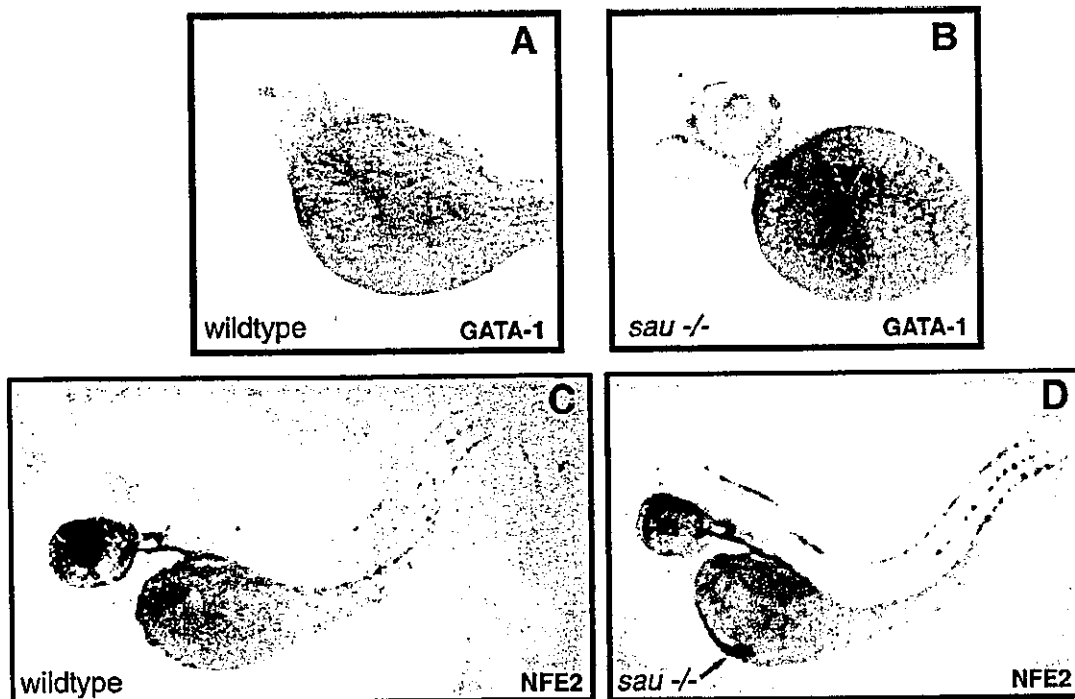 A
wildtype
GATA-1
B
sau -/-
GATA-1
C
wildtype
NFE2
D
sau -/-
NFE2